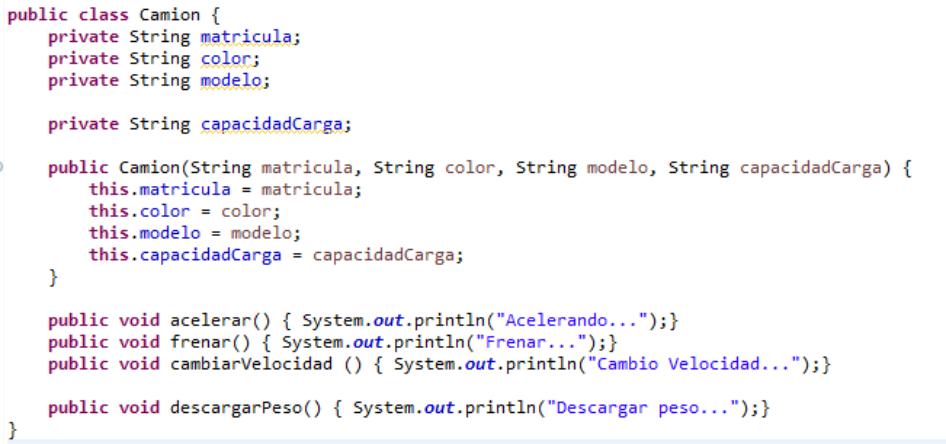 public class Camion {
    private String matricula;
    private String color;
    private String modelo;

    private String capacidadCarga;

    public Camion(String matricula, String color, String modelo, String capacidadCarga) {
        this.matricula = matricula;
        this.color = color;
        this.modelo = modelo;
        this.capacidadCarga = capacidadCarga;
    }

    public void acelerar() { System.out.println("Acelerando...");}
    public void frenar() { System.out.println("Frenar...");}
    public void cambiarVelocidad () { System.out.println("Cambio Velocidad...");}

    public void descargarPeso() { System.out.println("Descargar peso...");}
}